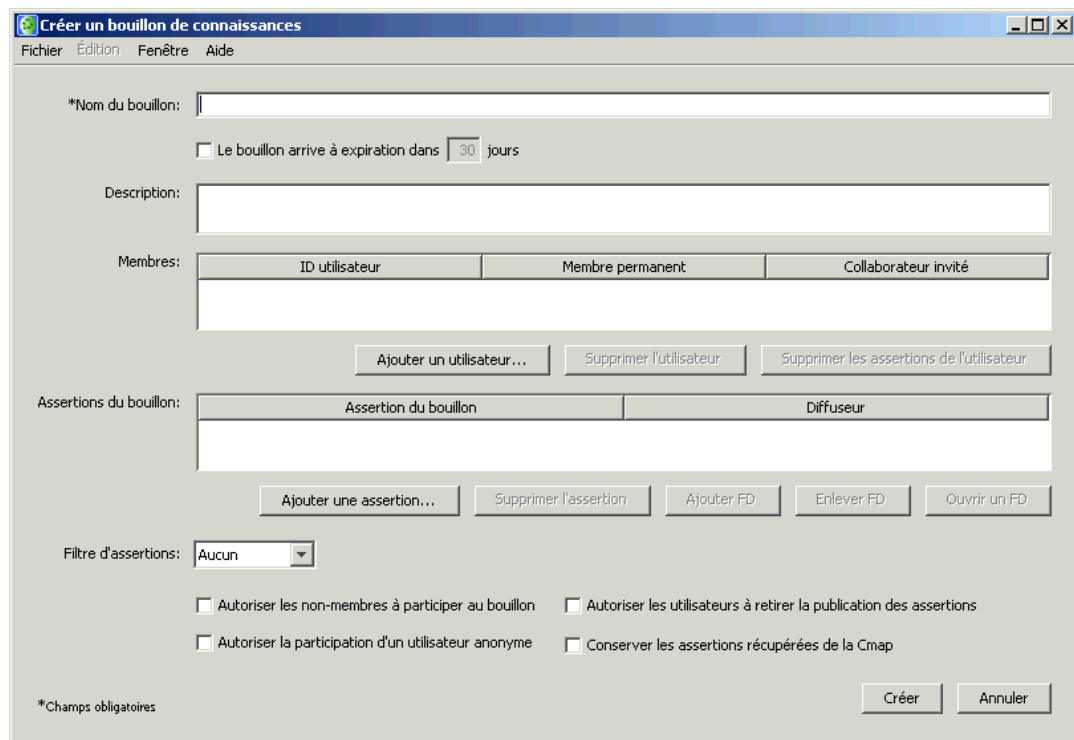 Créer un bouillon de connaissances
Fichier Édition Fenêtre Aide
*Nom du bouillon:
Le bouillon arrive à expiration dans 30 jours
Description:
Membres: ID utilisateur Membre permanent Collaborateur invité
Ajouter un utilisateur... Supprimer l'utilisateur Supprimer les assertions de l'utilisateur
Assertions du bouillon: Assertion du bouillon Diffuseur
Ajouter une assertion... Supprimer l'assertion Ajouter FD Enlever FD Ouvrir un FD
Filtre d'assertions: Aucun
Autoriser les non-membres à participer au bouillon Autoriser les utilisateurs à retirer la publication des assertions
Autoriser la participation d'un utilisateur anonyme Conserver les assertions récupérées de la Cmap
*Champs obligatoires Créer Annuler